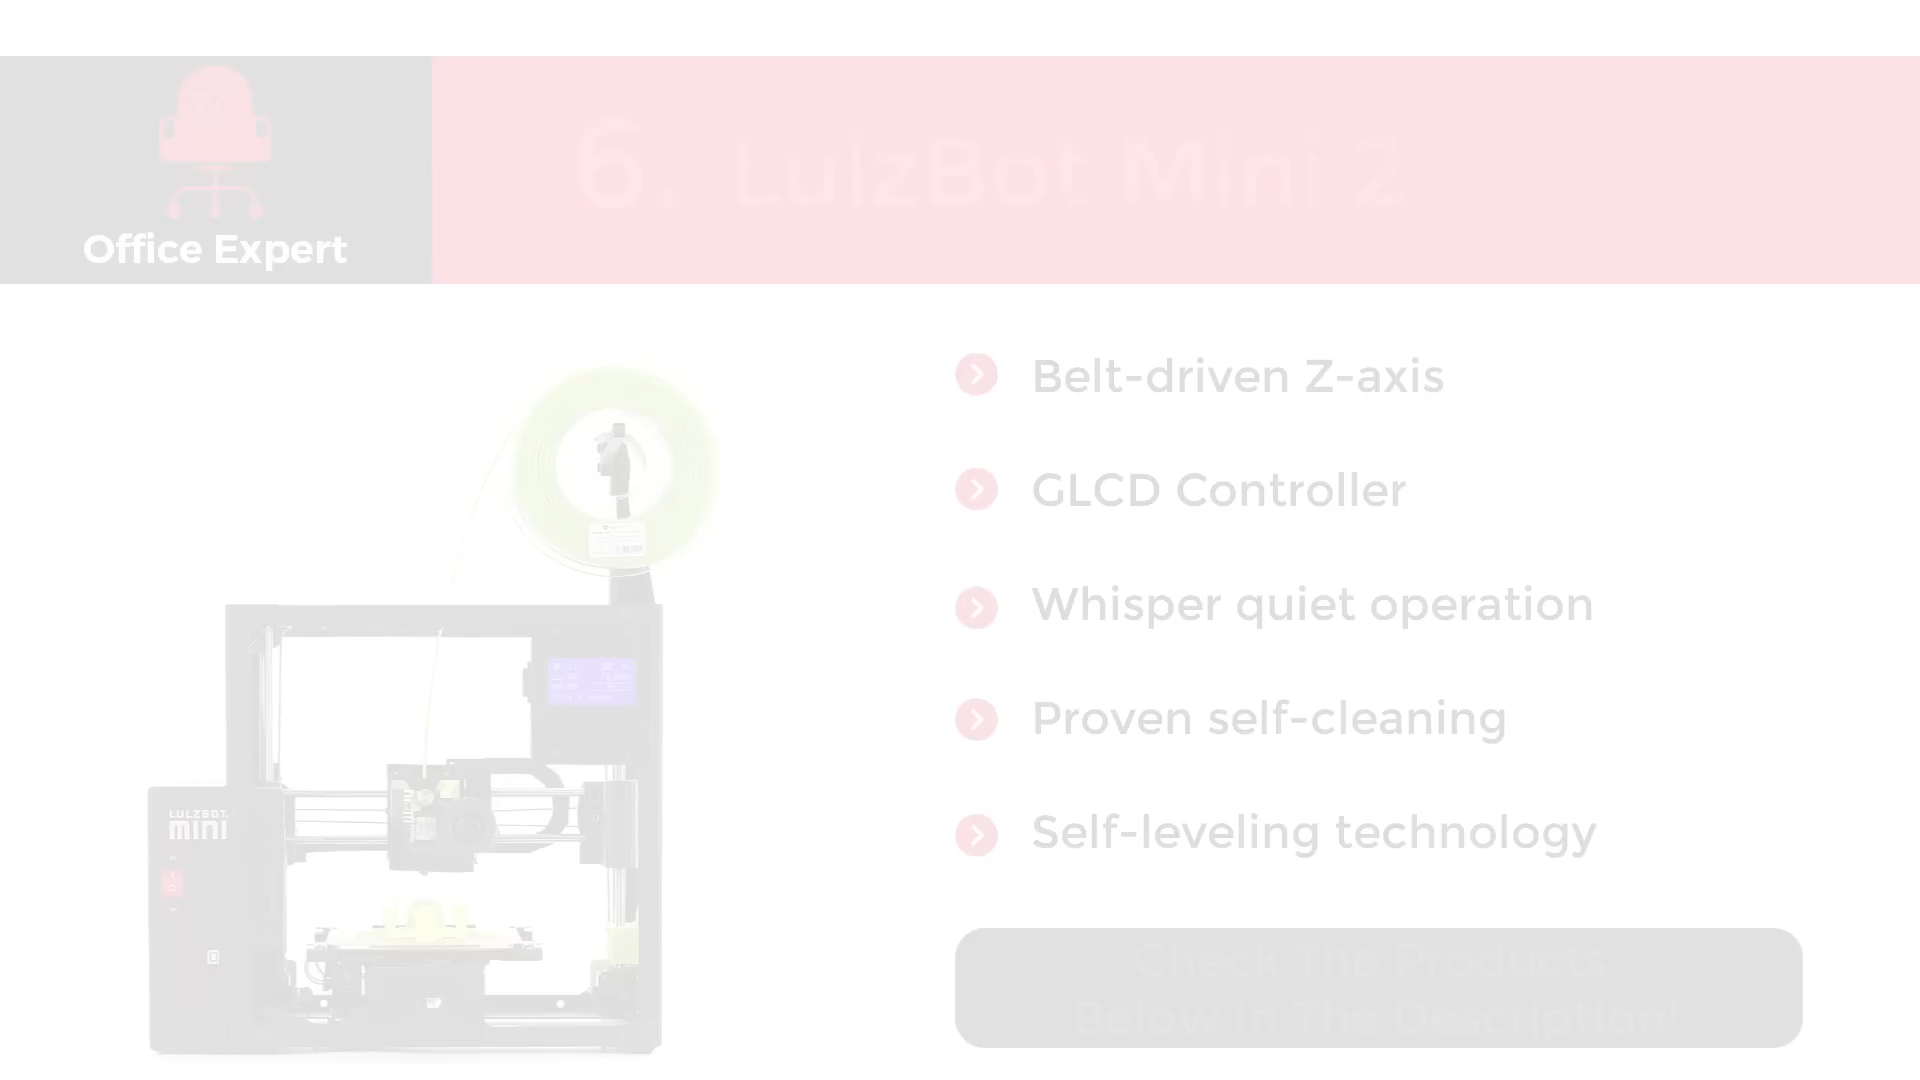 Office Expert
6. LulzBot Mini 2
Belt-driven Z-axis
GLCD Controller
Whisper quiet operation
Proven self-cleaning
Self-leveling technology
LULZBOT
MINI
Check The Products
Below In The Description!